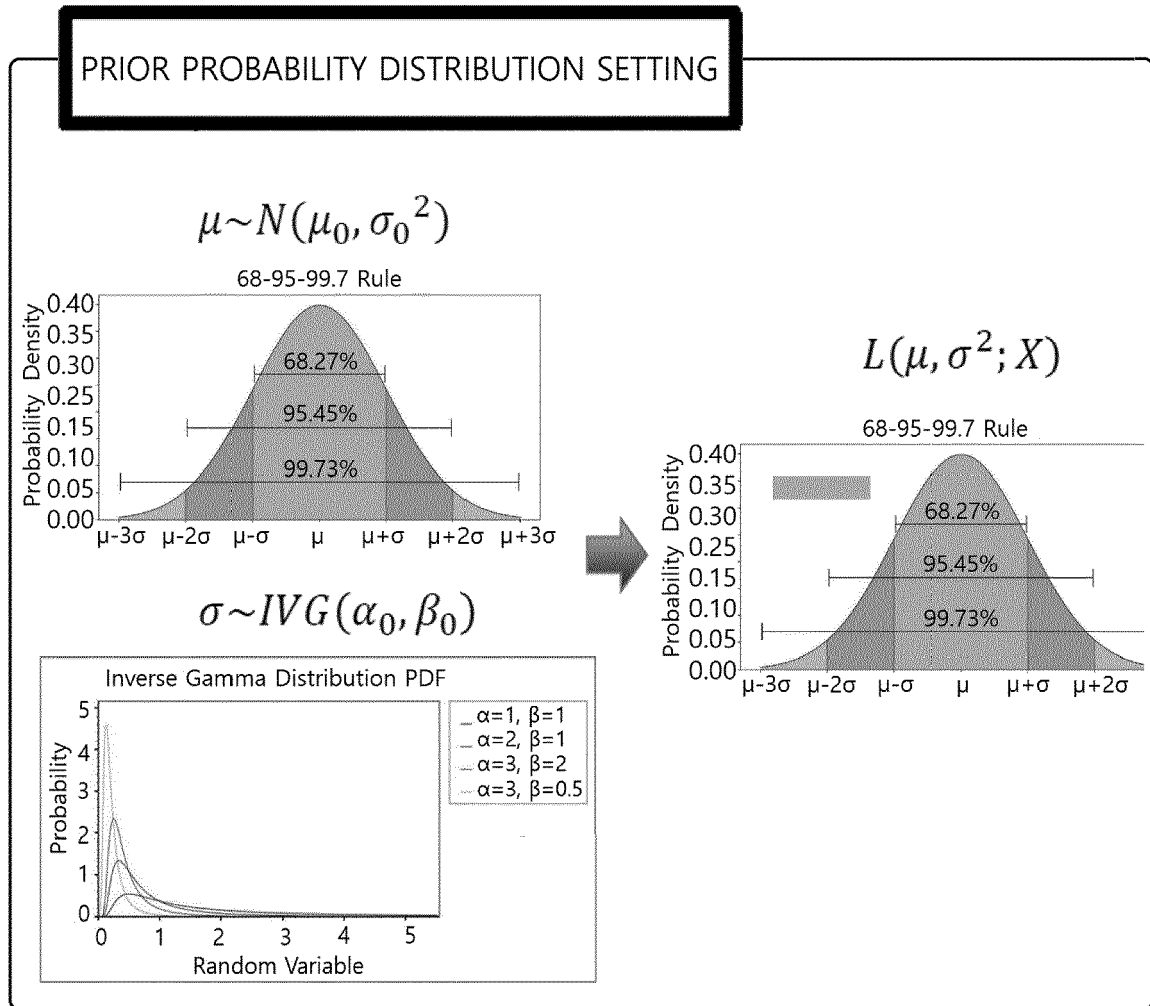 PRIOR PROBABILITY DISTRIBUTION SETTING
μ~N(μ₀, σ₀²)
68-95-99.7 Rule
Probability Density
0.40
0.35
0.30
0.25
0.15
0.10
0.05
0.00
68.27%
95.45%
99.73%
μ-3σ μ-2σ μ-σ μ μ+σ μ+2σ μ+3σ
σ~IVG(α₀, β₀)
Inverse Gamma Distribution PDF
Probability
5
4
3
2
1
0
0 1 2 3 4 5
Random Variable
α=1, β=1
α=2, β=1
α=3, β=2
α=3, β=0.5
L(μ, σ²; X)
68-95-99.7 Rule
Probability Density
0.40
0.35
0.30
0.25
0.15
0.10
0.05
0.00
68.27%
95.45%
99.73%
μ-3σ μ-2σ μ-σ μ μ+σ μ+2σ